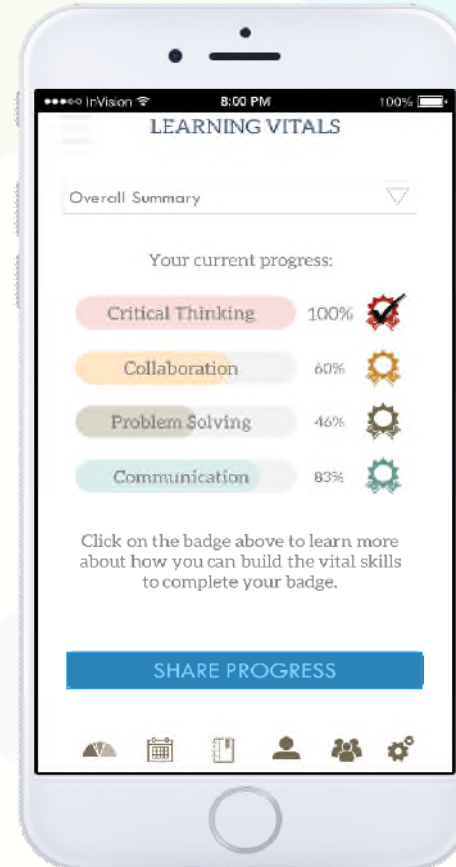 InVision 8:00 PM 100%
LEARNING VITALS
Overall Summary
Your current progress:
Critical Thinking 100%
Collaboration 60%
Problem Solving 46%
Communication 83%
Click on the badge above to learn more
about how you can build the vital skills
to complete your badge.
SHARE PROGRESS